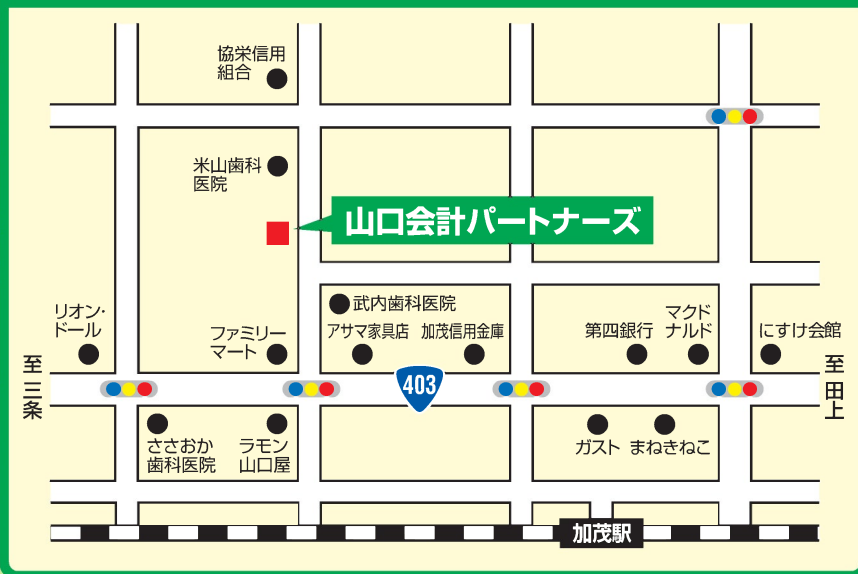 協栄信用
組合
米山歯科
医院
山口会計パートナーズ
武内歯科医院
リオン・
ドール
ファミリー
マート
アサマ家具店
加茂信用金庫
第四銀行
マクド
ナルド
にすけ会館
至三条
403
至田上
ささおか
歯科医院
ラモン
山口屋
ガスト
まねきねこ
加茂駅